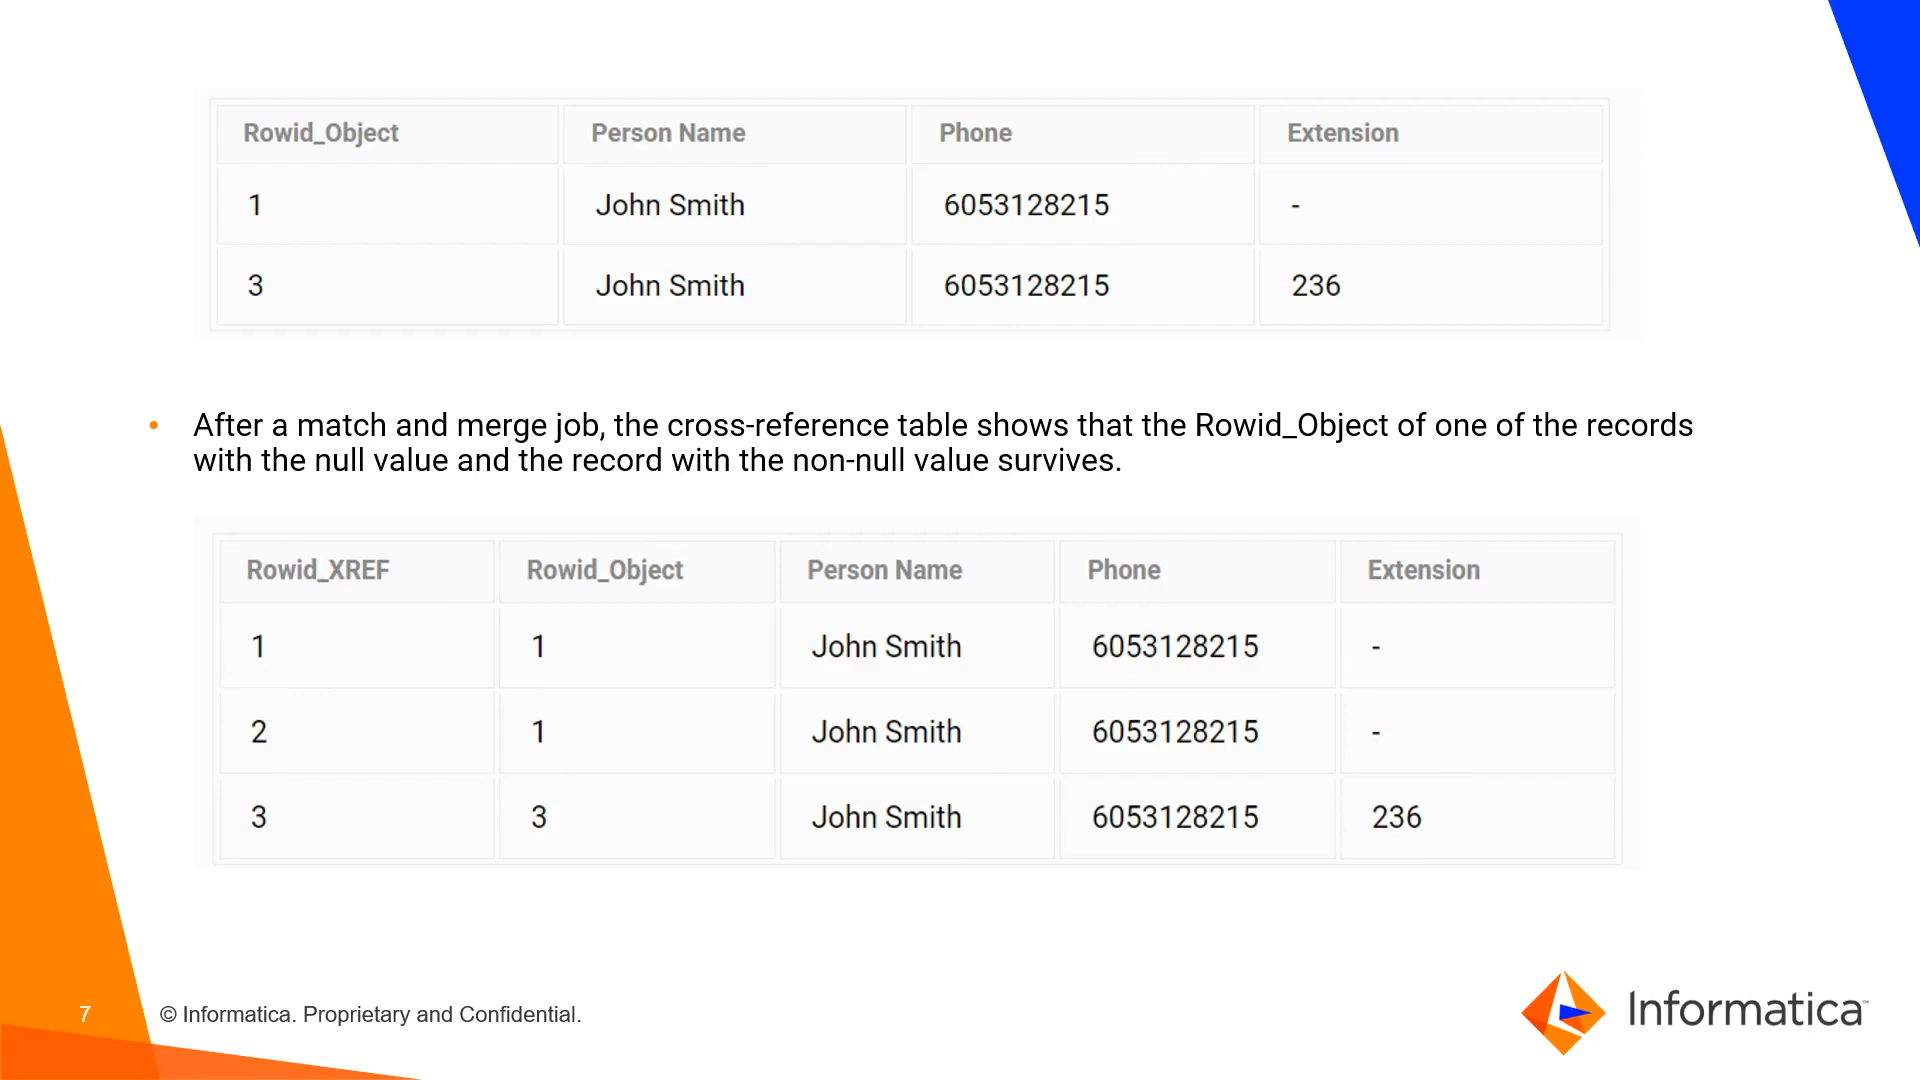 Rowid_Object Person Name Phone Extension
1 John Smith 6053128215 -
3 John Smith 6053128215 236
• After a match and merge job, the cross-reference table shows that the Rowid_Object of one of the records
with the null value and the record with the non-null value survives.
Rowid_XREF Rowid_Object Person Name Phone Extension
1 1 John Smith 6053128215 -
2 1 John Smith 6053128215 -
3 3 John Smith 6053128215 236
7 © Informatica. Proprietary and Confidential.
Informatica™